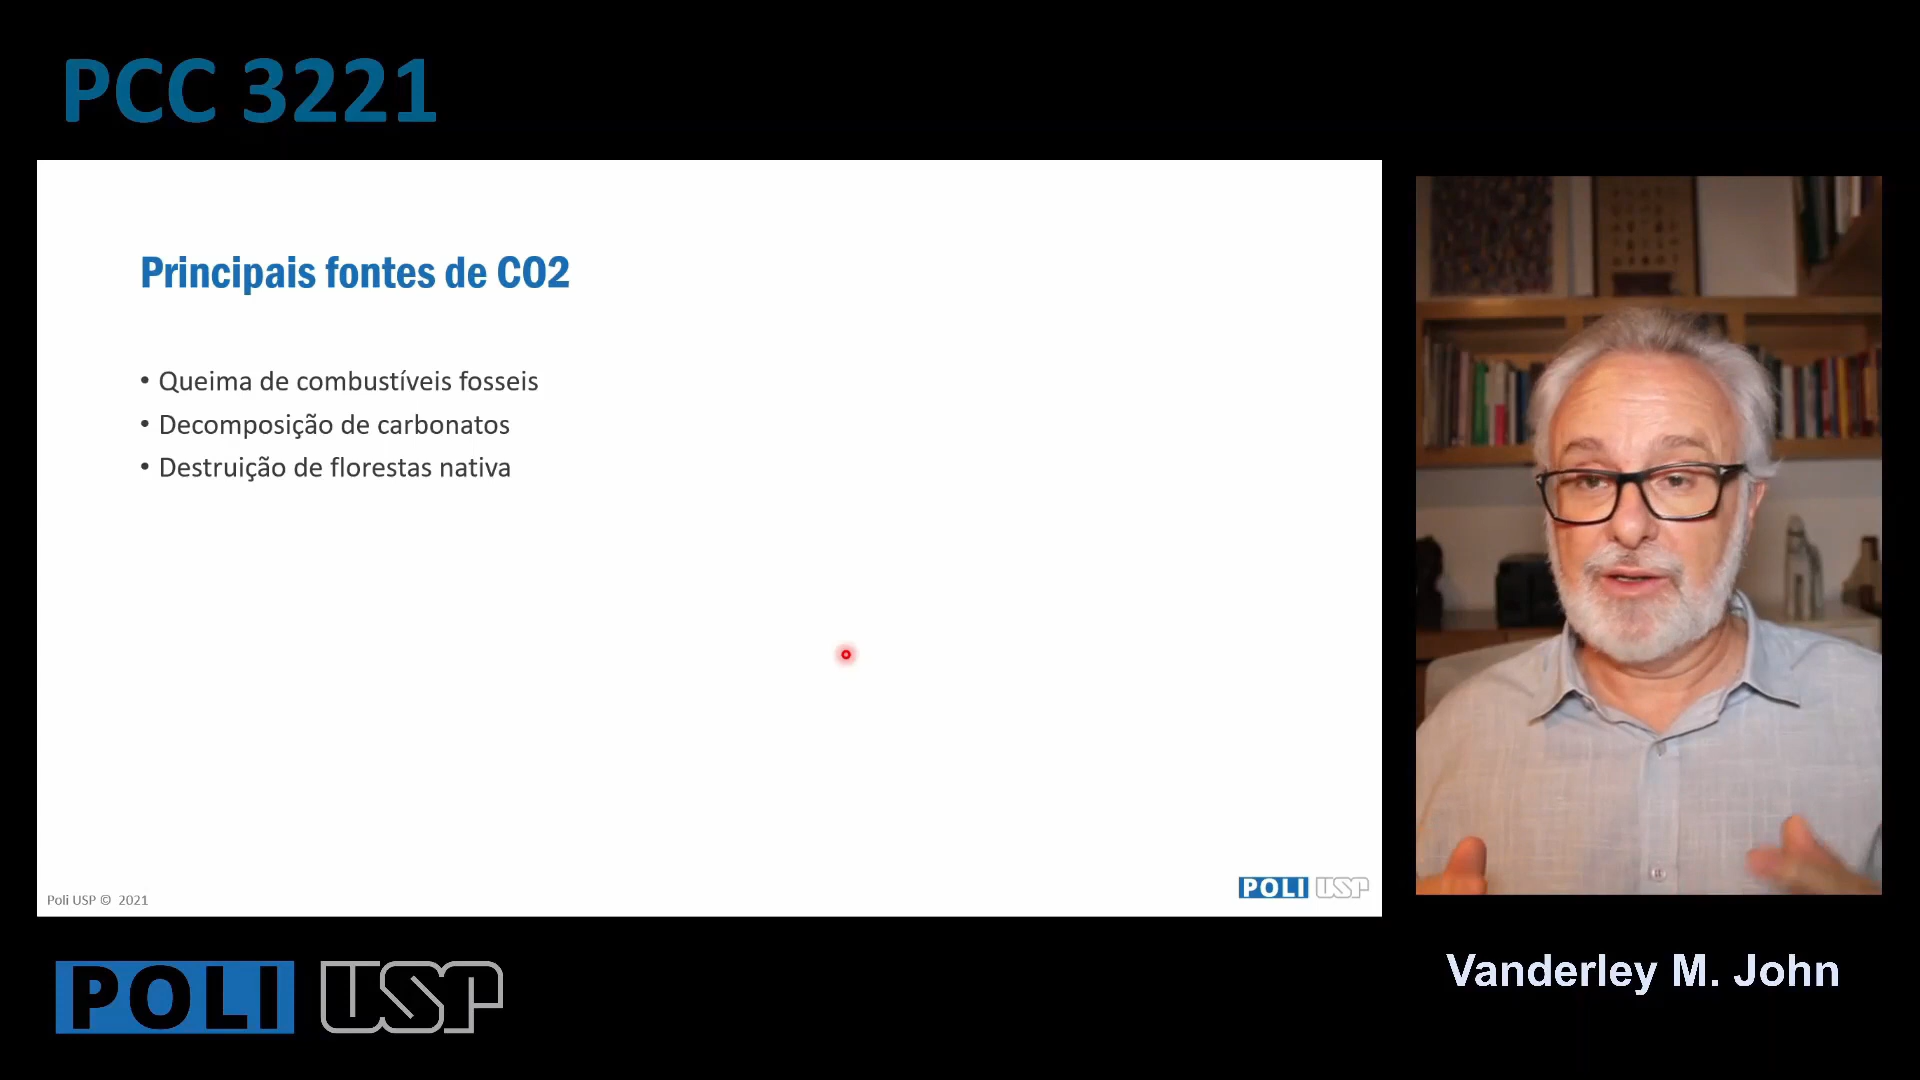 PCC 3221
Principais fontes de CO2
• Queima de combustíveis fosseis
• Decomposição de carbonatos
• Destruição de florestas nativa
Poli USP © 2021
POLI USP
POLI USP
Vanderley M. John